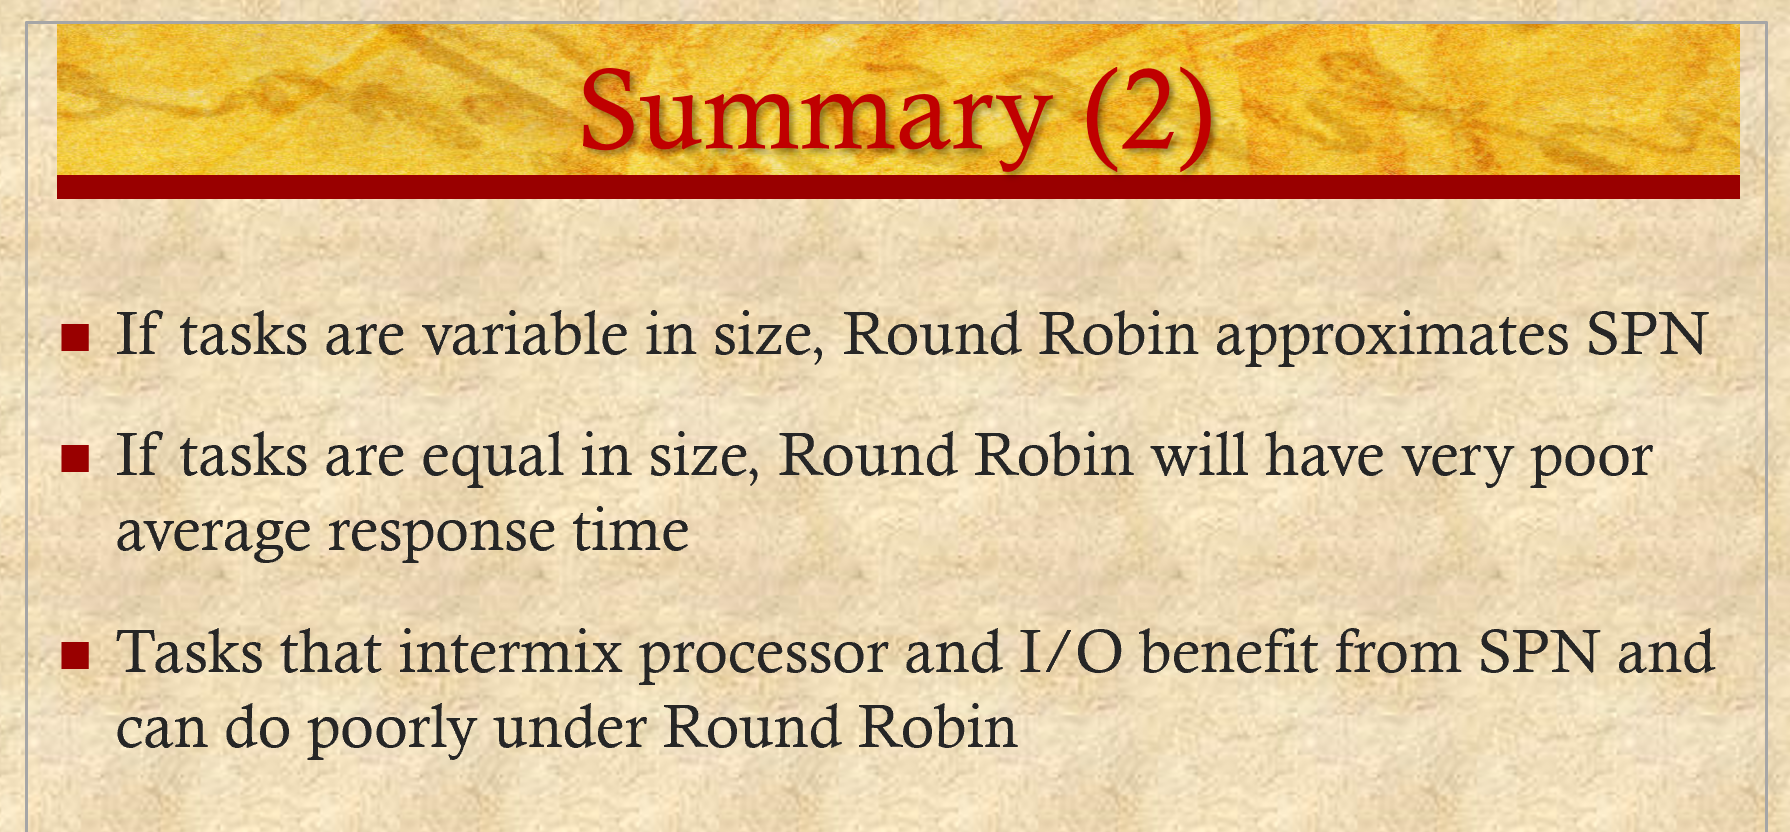 Summary (2)
If tasks are variable in size, Round Robin approximates SPN
If tasks are equal in size, Round Robin will have very poor
average response time
Tasks that intermix processor and I/O benefit from SPN and
can do poorly under Round Robin